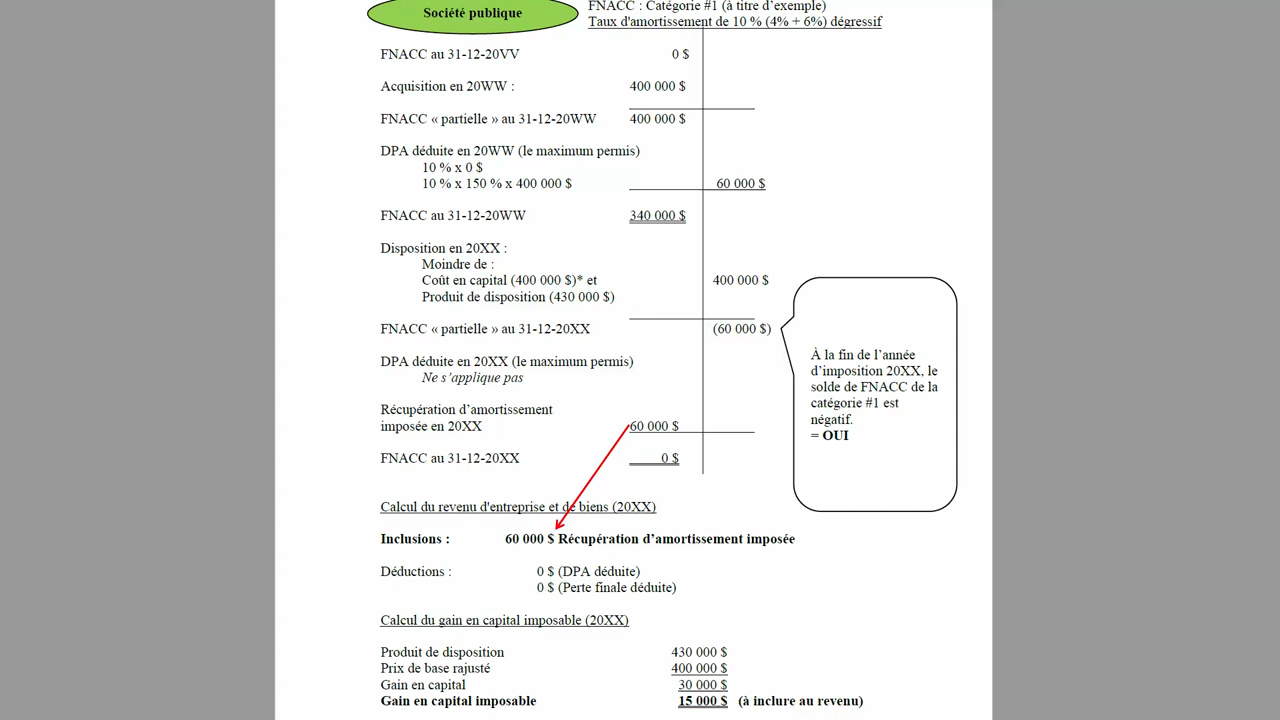 Société publique
FNACC : Catégorie #1 (à titre d’exemple)
Taux d'amortissement de 10 % (4% + 6%) dégressif
FNACC au 31-12-20VV 0 $
Acquisition en 20WW : 400 000 $
FNACC « partielle » au 31-12-20WW 400 000 $
DPA déduite en 20WW (le maximum permis)
10 % x 0 $
10 % x 150 % x 400 000 $ 60 000 $
FNACC au 31-12-20WW 340 000 $
Disposition en 20XX :
Moindre de :
Coût en capital (400 000 $)* et 400 000 $
Produit de disposition (430 000 $)
FNACC « partielle » au 31-12-20XX (60 000 $)
DPA déduite en 20XX (le maximum permis)
Ne s’applique pas
Récupération d’amortissement
imposée en 20XX 60 000 $
FNACC au 31-12-20XX 0 $
À la fin de l’année
d’imposition 20XX, le
solde de FNACC de la
catégorie #1 est
négatif.
= OUI
Calcul du revenu d'entreprise et de biens (20XX)
Inclusions : 60 000 $ Récupération d’amortissement imposée
Déductions : 0 $ (DPA déduite)
0 $ (Perte finale déduite)
Calcul du gain en capital imposable (20XX)
Produit de disposition 430 000 $
Prix de base rajusté 400 000 $
Gain en capital 30 000 $
Gain en capital imposable 15 000 $ (à inclure au revenu)